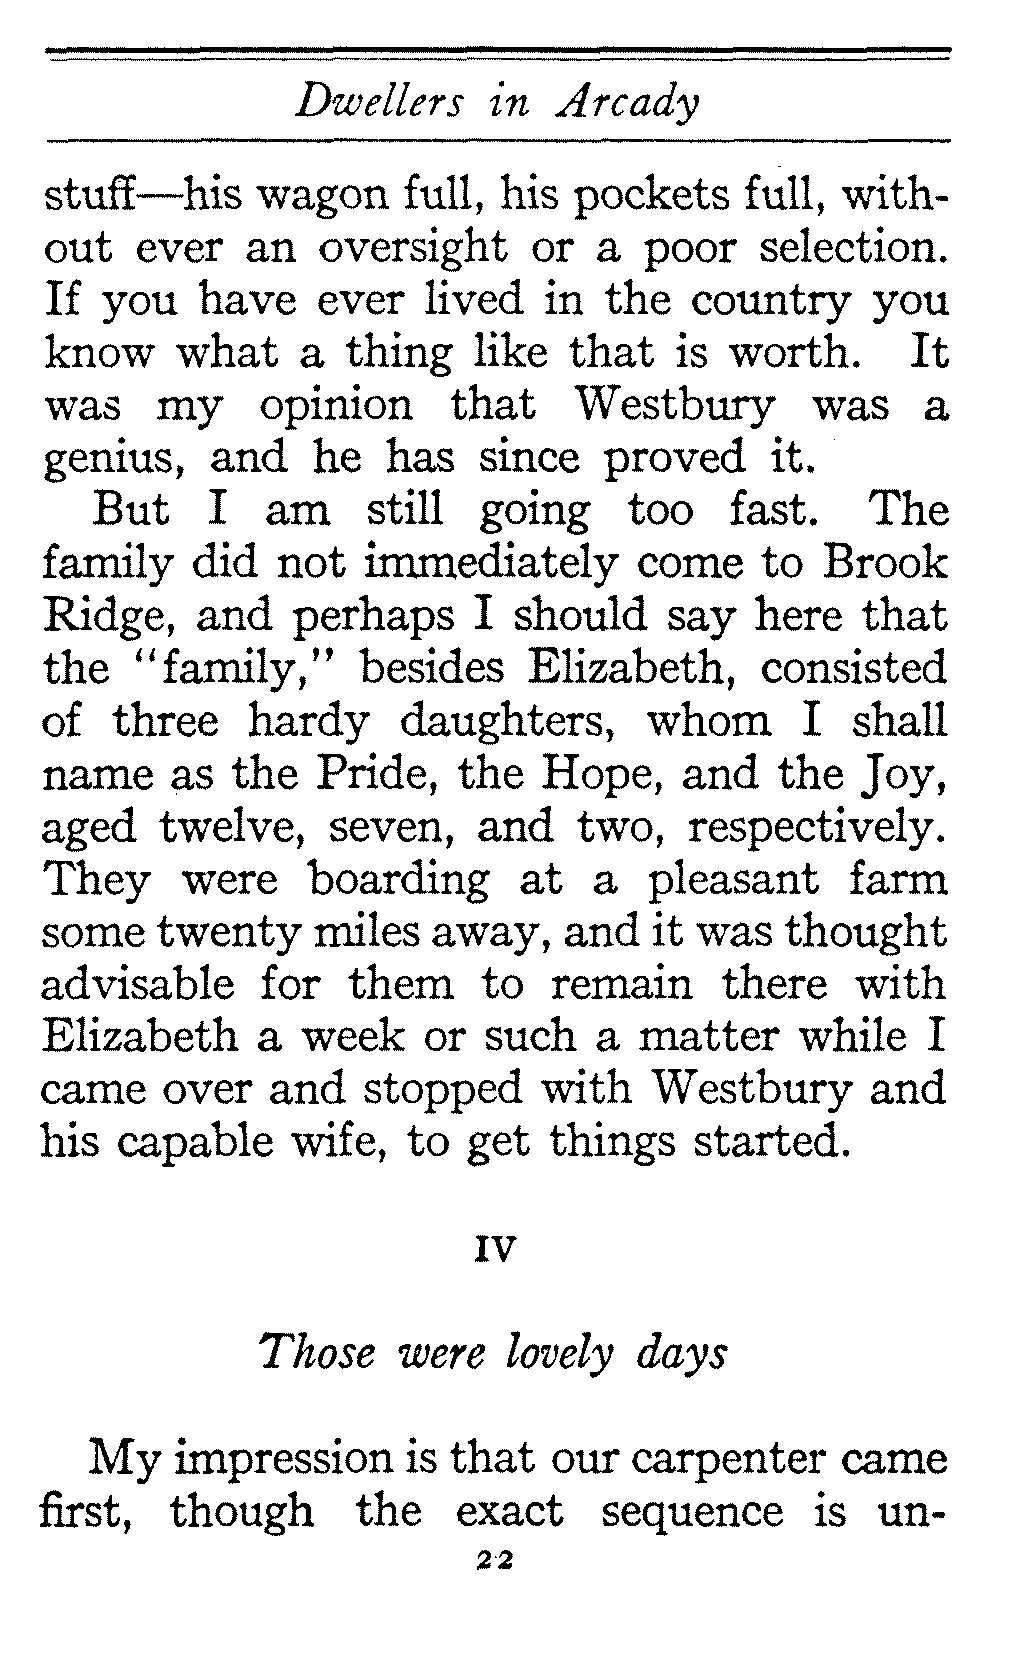 Dwellers in Arcady
stuff—his wagon full, his pockets full, with-
out ever an oversight or a poor selection.
If you have ever lived in the country you
know what a thing like that is worth. It
was my opinion that Westbury was a
genius, and he has since proved it.
But I am still going too fast. The
family did not immediately come to Brook
Ridge, and perhaps I should say here that
the “family,” besides Elizabeth, consisted
of three hardy daughters, whom I shall
name as the Pride, the Hope, and the Joy,
aged twelve, seven, and two, respectively.
They were boarding at a pleasant farm
some twenty miles away, and it was thought
advisable for them to remain there with
Elizabeth a week or such a matter while I
came over and stopped with Westbury and
his capable wife, to get things started.
IV
Those were lovely days
My impression is that our carpenter came
first, though the exact sequence is un-
22